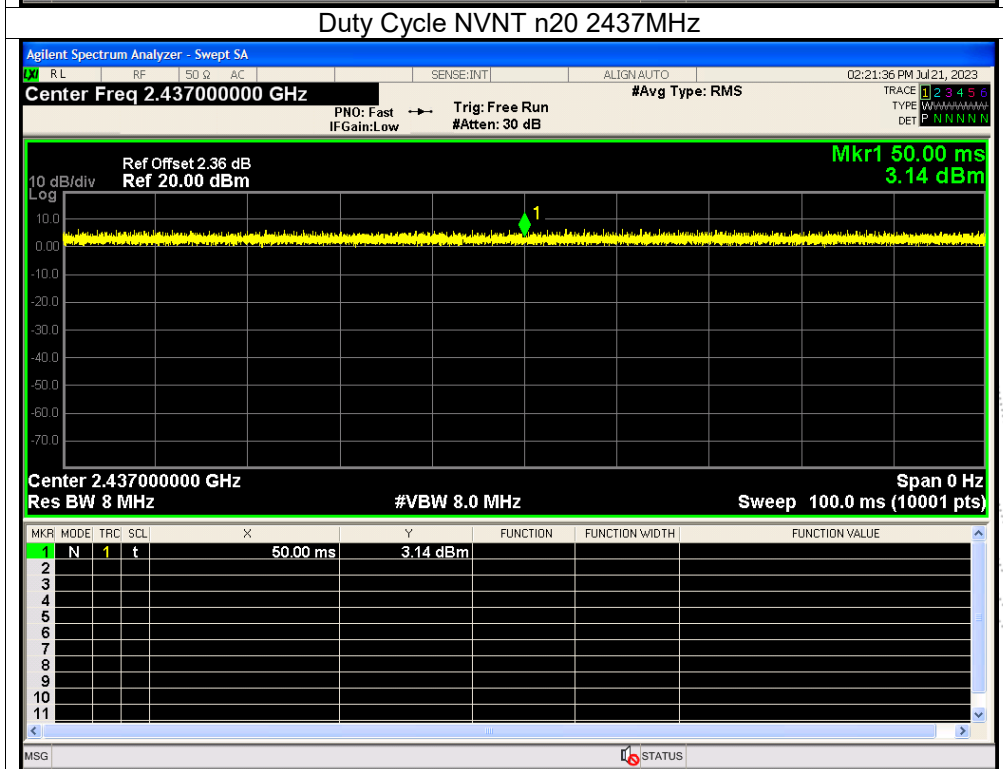 Duty Cycle NVNT n20 2437MHz
Agilent Spectrum Analyzer - Swept SA
LXI RL RF 50 Ω AC SENSE:INT ALIGNAUTO 02:21:36 PM Jul 21, 2023
Center Freq 2.437000000 GHz #Avg Type: RMS TRACE 1 2 3 4 5 6
PNO: Fast Trig: Free Run TYPE WWWWWW
IFGain:Low #Atten: 30 dB DET P N N N N N
Mkr1 50.00 ms
Ref Offset 2.36 dB
10 dB/div Ref 20.00 dBm 3.14 dBm
Log
1
10.0
0.00
-10.0
-20.0
-30.0
-40.0
-50.0
-60.0
-70.0
Center 2.437000000 GHz Span 0 Hz
Res BW 8 MHz #VBW 8.0 MHz Sweep 100.0 ms (10001 pts)
MKR MODE TRC SCL X Y FUNCTION FUNCTION WIDTH FUNCTION VALUE
1 N 1 t 50.00 ms 3.14 dBm
2
3
4
5
6
7
8
9
10
11
MSG STATUS